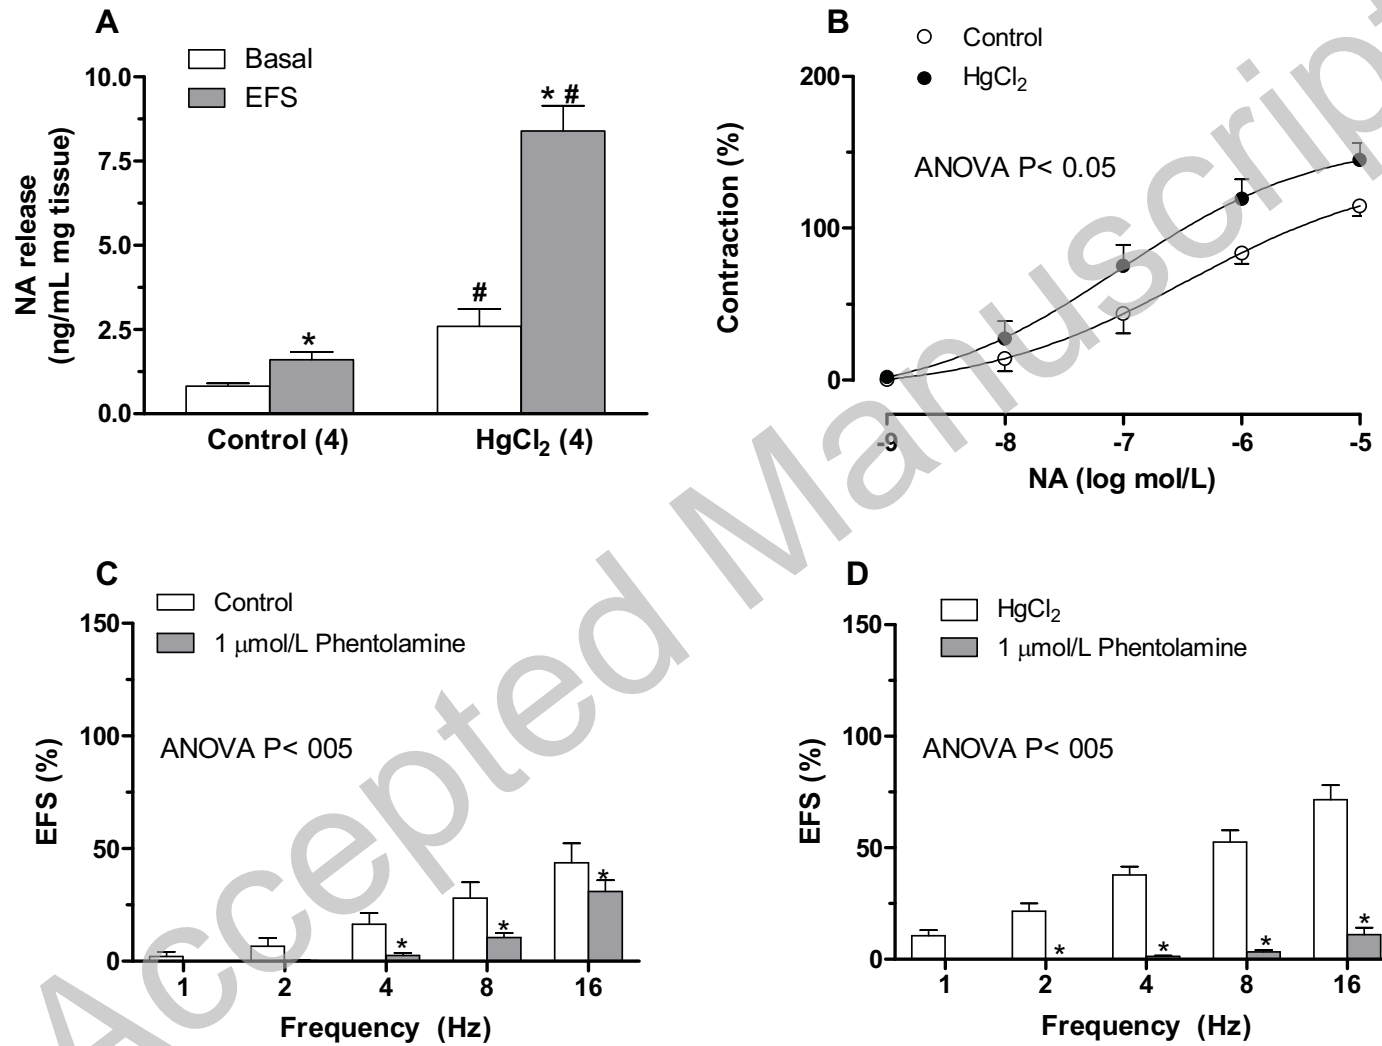 A
Basal
EFS
10.0
7.5
5.0
2.5
0.0
NA release
(ng/mL mg tissue)
*
#
* #
Control (4)
HgCl₂ (4)
B
Control
HgCl₂
200
100
0
Contraction (%)
ANOVA P< 0.05
-9
-8
-7
-6
-5
NA (log mol/L)
C
Control
1 μmol/L Phentolamine
150
100
50
0
EFS (%)
ANOVA P< 005
*
*
*
1
2
4
8
16
Frequency (Hz)
D
HgCl₂
1 μmol/L Phentolamine
150
100
50
0
EFS (%)
ANOVA P< 005
*
*
*
*
1
2
4
8
16
Frequency (Hz)
Accepted Manuscript